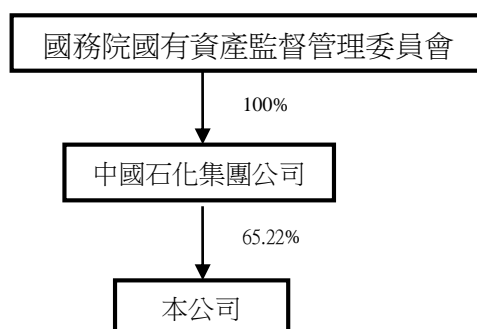 國務院國有資產監督管理委員會
100%
中國石化集團公司
65.22%
本公司